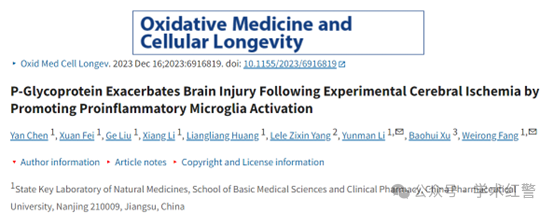 Oxidative Medicine and
Cellular Longevity
Oxid Med Cell Longev. 2023 Dec 16;2023:6916819. doi: 10.1155/2023/6916819
P-Glycoprotein Exacerbates Brain Injury Following Experimental Cerebral Ischemia by
Promoting Proinflammatory Microglia Activation
Yan Chen 1, Xuan Fei 1, Ge Liu 1, Xiang Li 1, Liangliang Huang 1, Lele Zixin Yang 2, Yunman Li 1,✉, Baohui Xu 3, Weirong Fang 1,✉
Author information Article notes Copyright and License information
1State Key Laboratory of Natural Medicines, School of Basic Medical Sciences and Clinical Pharmacy, China Pharmaceutical
University, Nanjing 210009, Jiangsu, China
公众号 · 学术红警